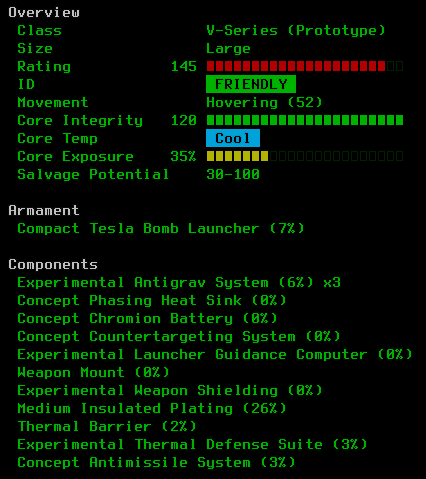 Overview
Class V-Series (Prototype)
Size Large
Rating 145
ID FRIENDLY
Movement Hovering (52)
Core Integrity 120
Core Temp Cool
Core Exposure 35%
Salvage Potential 30-100
Armament
Compact Tesla Bomb Launcher (7%)
Components
Experimental Antigrav System (6%) x3
Concept Phasing Heat Sink (0%)
Concept Chromion Battery (0%)
Concept Countertargeting System (0%)
Experimental Launcher Guidance Computer (0%)
Weapon Mount (0%)
Experimental Weapon Shielding (0%)
Medium Insulated Plating (26%)
Thermal Barrier (2%)
Experimental Thermal Defense Suite (3%)
Concept Antimissile System (3%)